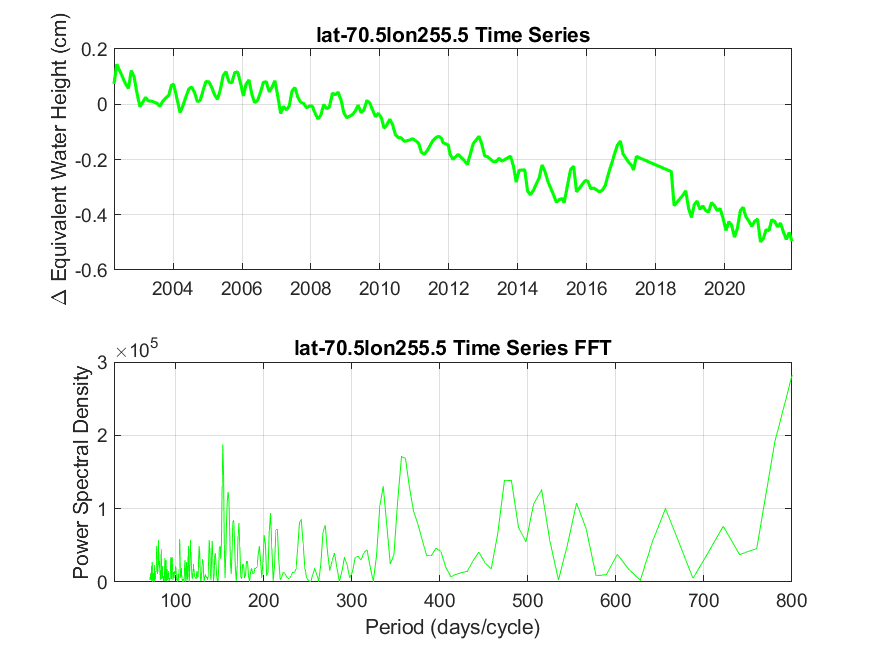 lat-70.5lon255.5 Time Series
Δ Equivalent Water Height (cm)
0.2
0
-0.2
-0.4
-0.6
2004 2006 2008 2010 2012 2014 2016 2018 2020
lat-70.5lon255.5 Time Series FFT
×10^5
Power Spectral Density
3
2
1
0
100 200 300 400 500 600 700 800
Period (days/cycle)